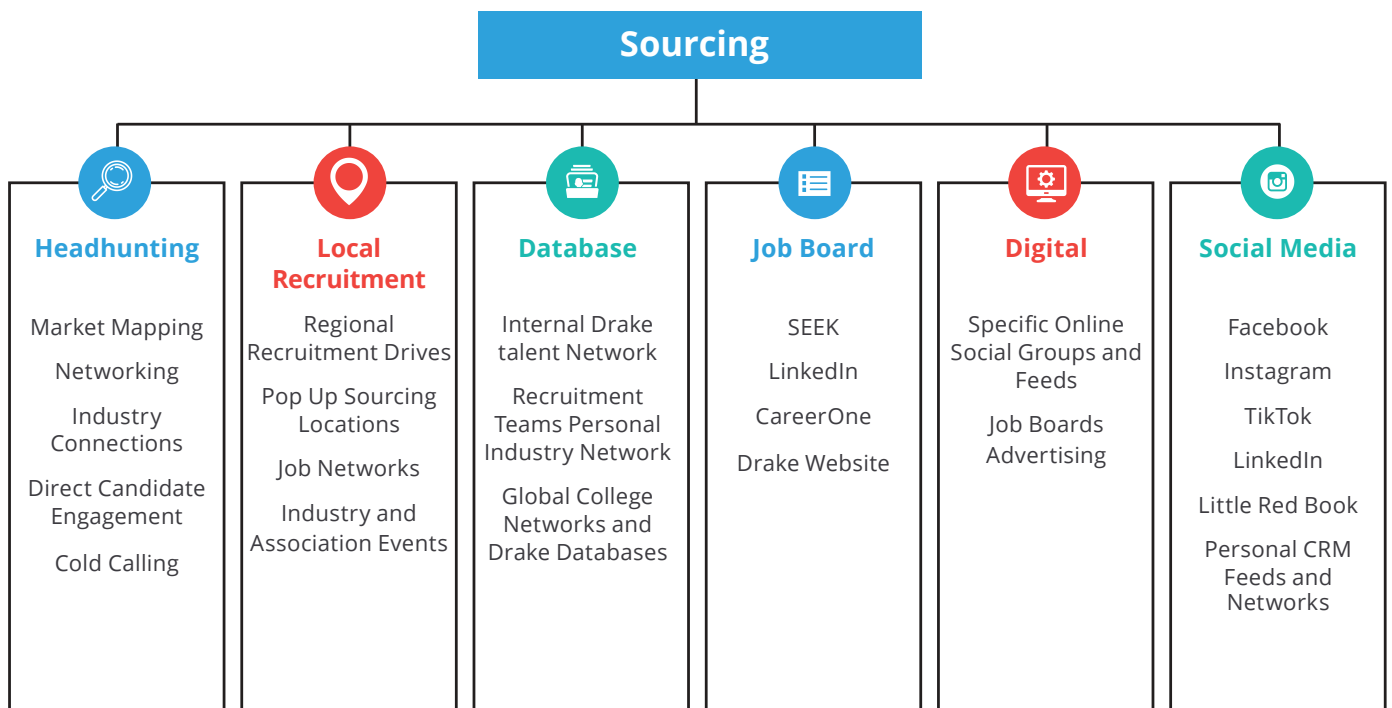 Sourcing
Headhunting
Market Mapping
Networking
Industry
Connections
Direct Candidate
Engagement
Cold Calling
Local
Recruitment
Regional
Recruitment Drives
Pop Up Sourcing
Locations
Job Networks
Industry and
Association Events
Database
Internal Drake
talent Network
Recruitment
Teams Personal
Industry Network
Global College
Networks and
Drake Databases
Job Board
SEEK
LinkedIn
CareerOne
Drake Website
Digital
Specific Online
Social Groups and
Feeds
Job Boards
Advertising
Social Media
Facebook
Instagram
TikTok
LinkedIn
Little Red Book
Personal CRM
Feeds and
Networks